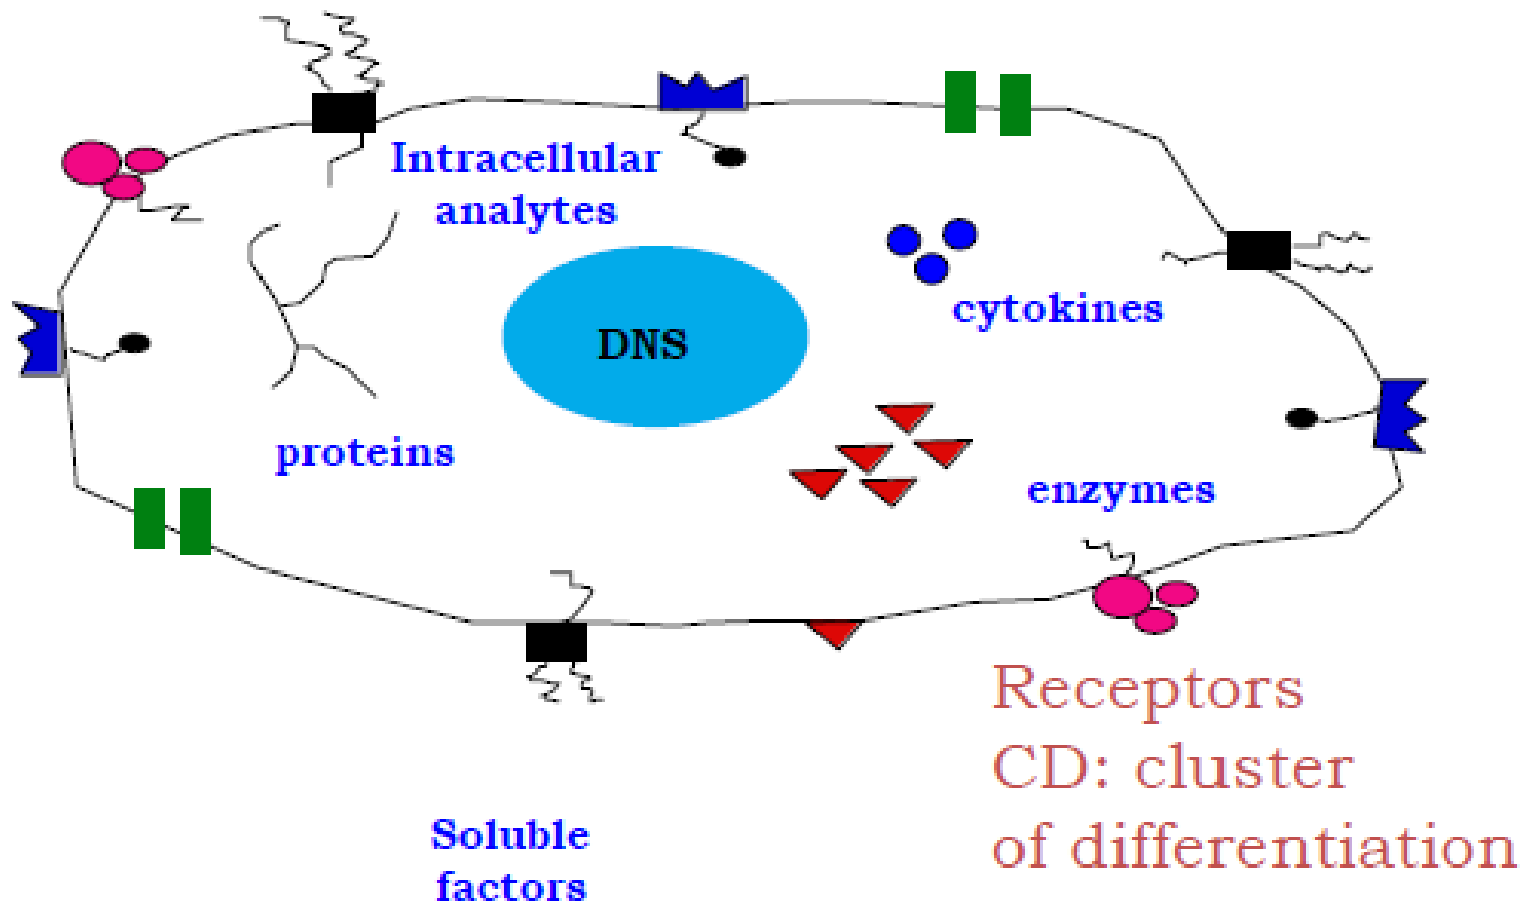 Intracellular
analytes
cytokines
DNS
proteins
enzymes
Receptors
CD: cluster
of differentiation
Soluble
factors